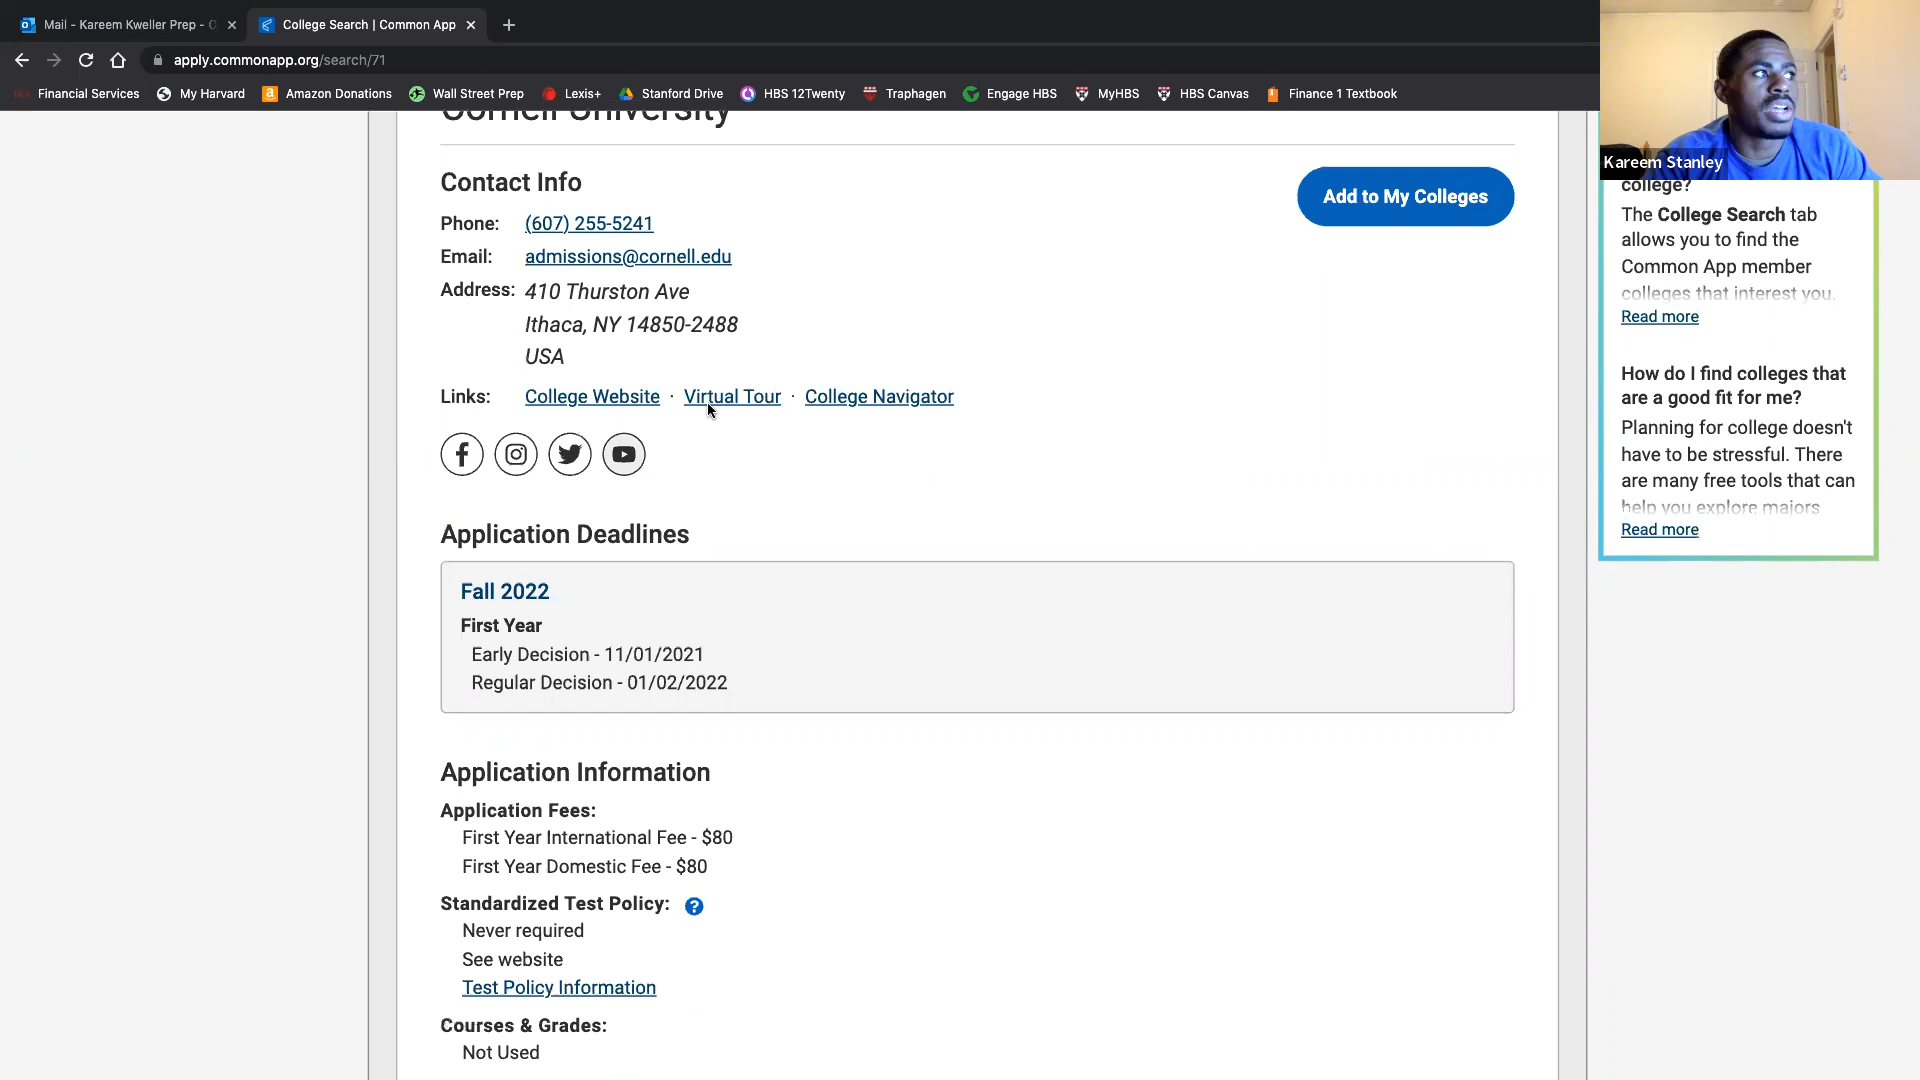 Mail - Kareem Kweller Prep -
College Search | Common App
apply.commonapp.org/search/71
Financial Services
My Harvard
Amazon Donations
Wall Street Prep
Lexis+
Stanford Drive
HBS 12Twenty
Traphagen
Engage HBS
MyHBS
HBS Canvas
Finance 1 Textbook
Cornell University
Contact Info
Add to My Colleges
Phone: (607) 255-5241
Email: admissions@cornell.edu
Address: 410 Thurston Ave
Ithaca, NY 14850-2488
USA
Links: College Website · Virtual Tour · College Navigator
Application Deadlines
Fall 2022
First Year
Early Decision - 11/01/2021
Regular Decision - 01/02/2022
Application Information
Application Fees:
First Year International Fee - $80
First Year Domestic Fee - $80
Standardized Test Policy: ?
Never required
See website
Test Policy Information
Courses & Grades:
Not Used
Kareem Stanley
college?
The College Search tab
allows you to find the
Common App member
colleges that interest you.
Read more
How do I find colleges that
are a good fit for me?
Planning for college doesn't
have to be stressful. There
are many free tools that can
help you explore majors
Read more